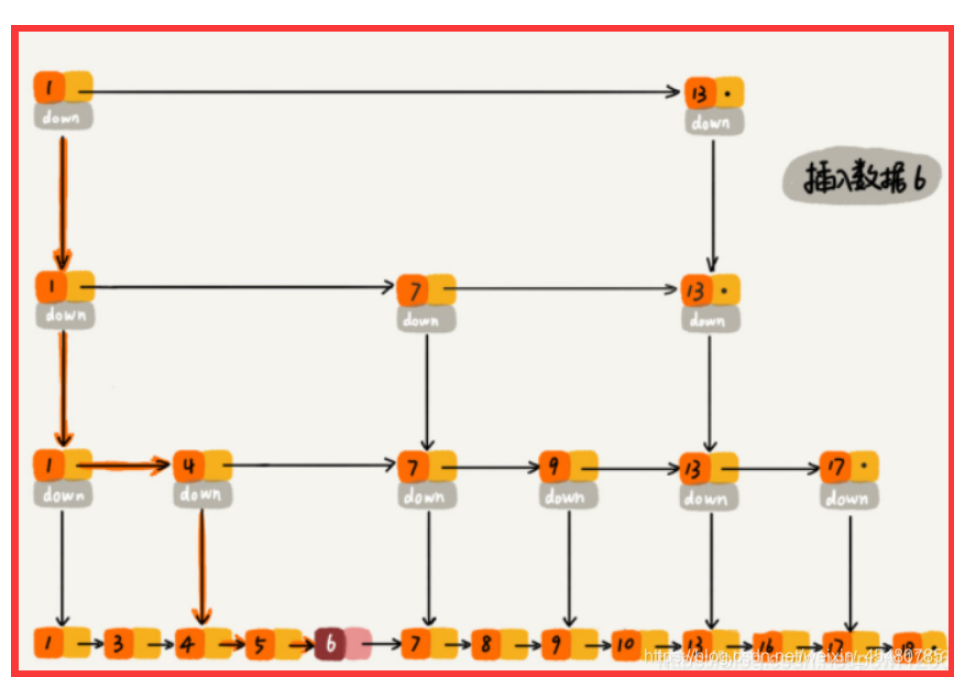 1 13
down down
插入数据6
1 7 13
down down down
1 4 7 9 13 17
down down down down down down
1 3 4 5 6 7 8 9 10 13 16 17